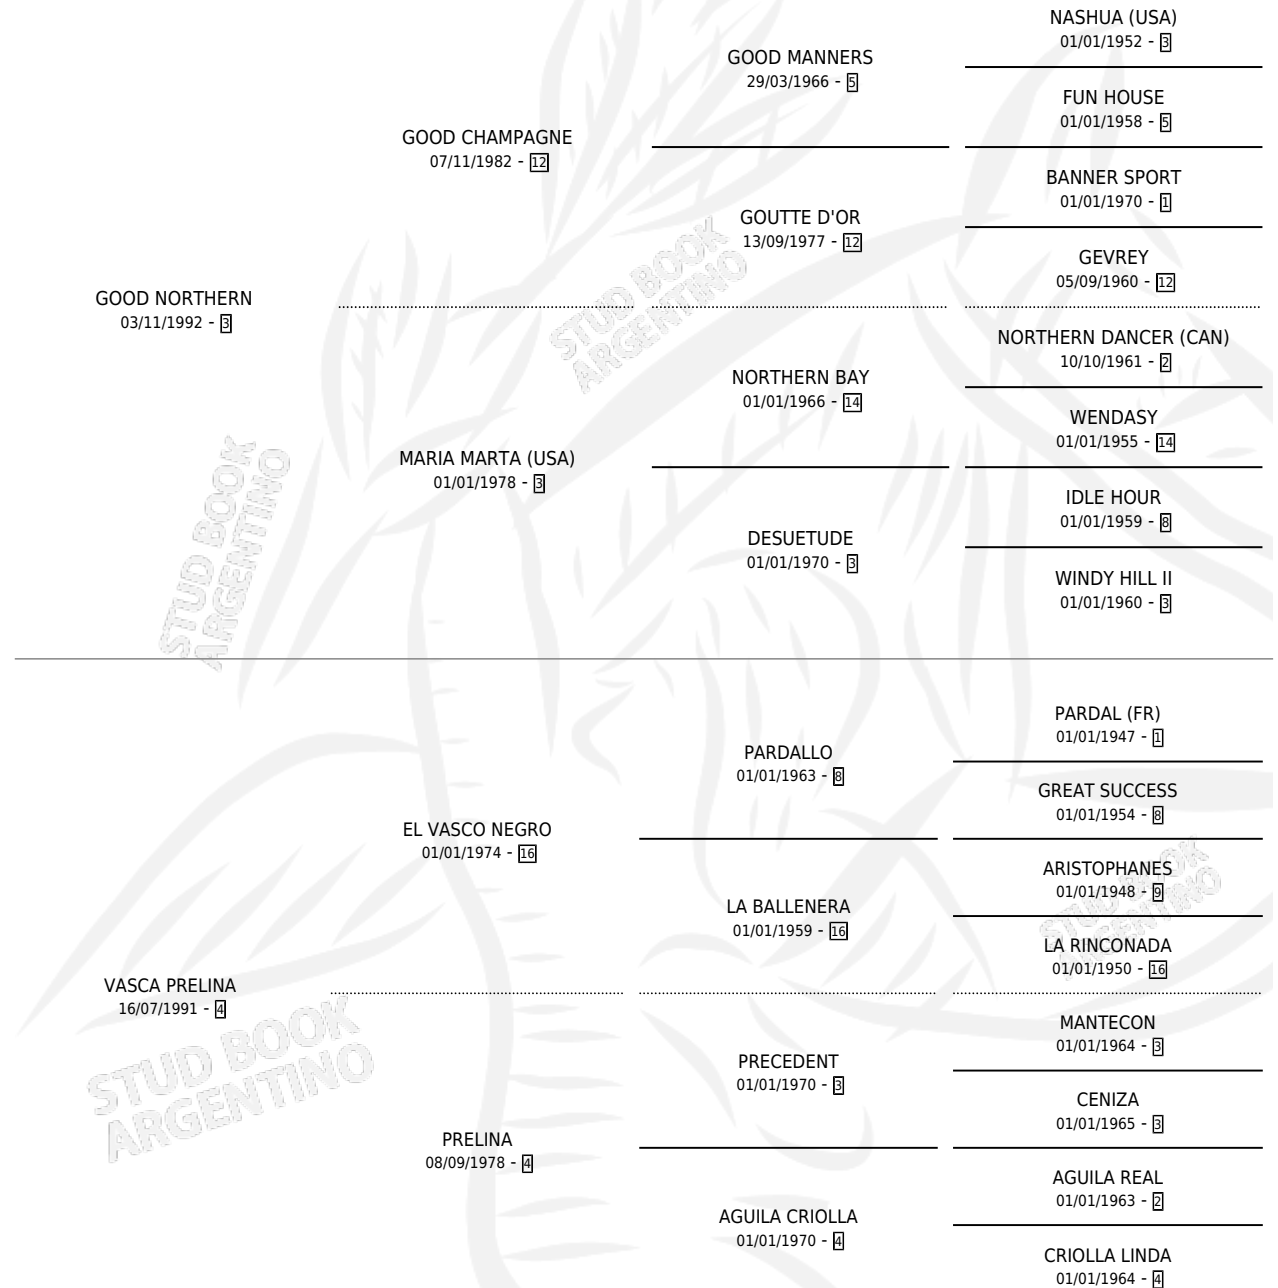 NASHUA (USA)
01/01/1952 - 3
GOOD MANNERS
29/03/1966 - 5
FUN HOUSE
01/01/1958 - 5
GOOD CHAMPAGNE
07/11/1982 - 12
BANNER SPORT
01/01/1970 - 1
GOUTTE D'OR
13/09/1977 - 12
GEVREY
05/09/1960 - 12
GOOD NORTHERN
03/11/1992 - 3
STUD BOOK
ARGENTINO
NORTHERN DANCER (CAN)
10/10/1961 - 2
NORTHERN BAY
01/01/1966 - 14
WENDASY
01/01/1955 - 14
MARIA MARTA (USA)
01/01/1978 - 3
IDLE HOUR
01/01/1959 - 8
DESUETUDE
01/01/1970 - 3
WINDY HILL II
01/01/1960 - 3
STUD BOOK
ARGENTINO
PARDAL (FR)
01/01/1947 - 1
PARDALLO
01/01/1963 - 8
GREAT SUCCESS
01/01/1954 - 8
EL VASCO NEGRO
01/01/1974 - 16
ARISTOPHANES
01/01/1948 - 9
LA BALLENERA
01/01/1959 - 16
LA RINCONADA
01/01/1950 - 16
STUD BOOK
ARGENTINO
VASCA PRELINA
16/07/1991 - 4
STUD BOOK
ARGENTINO
MANTECON
01/01/1964 - 3
PRECEDENT
01/01/1970 - 3
CENIZA
01/01/1965 - 3
PRELINA
08/09/1978 - 4
AGUILA REAL
01/01/1963 - 2
AGUILA CRIOLLA
01/01/1970 - 4
CRIOLLA LINDA
01/01/1964 - 4